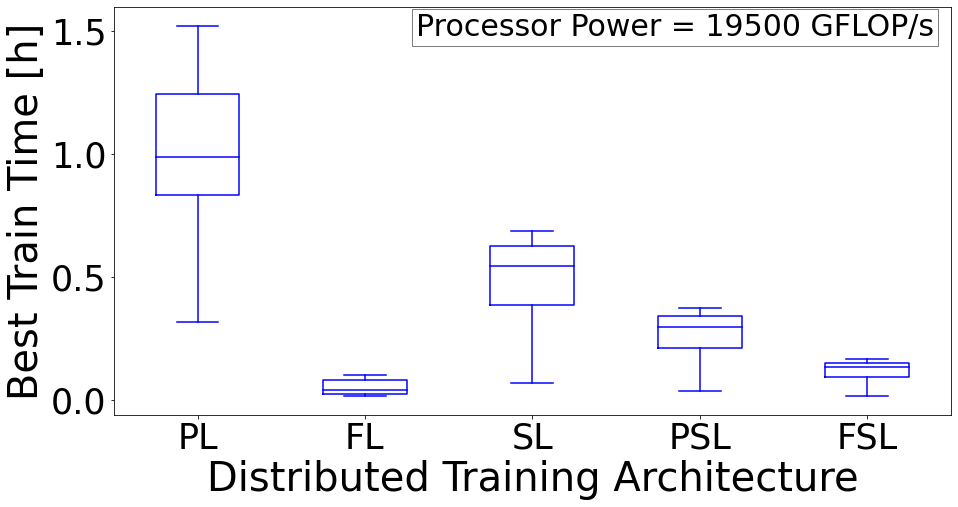 Processor Power = 19500 GFLOP/s
Best Train Time [h]
1.5
1.0
0.5
0.0
PL FL SL PSL FSL
Distributed Training Architecture